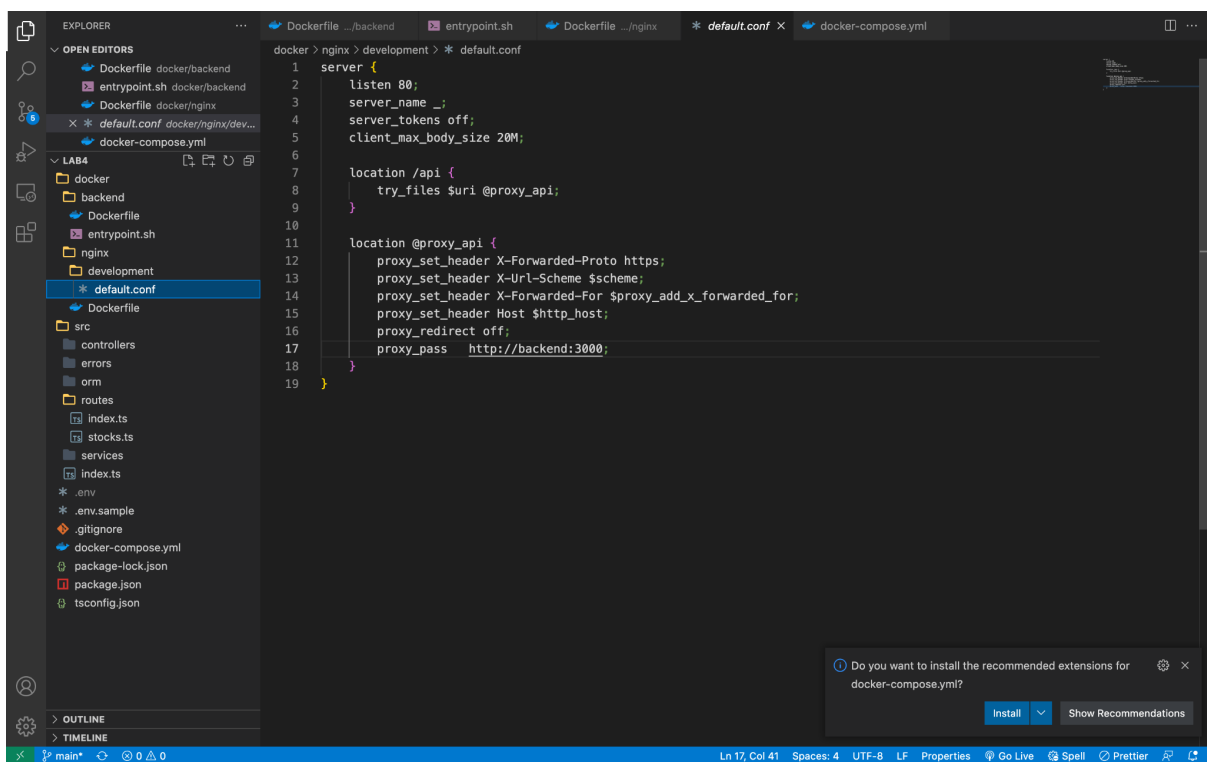 EXPLORER
···
OPEN EDITORS
Dockerfile docker/backend
entrypoint.sh docker/backend
Dockerfile docker/nginx
default.conf docker/nginx/dev...
docker-compose.yml
LAB4
docker
backend
Dockerfile
entrypoint.sh
nginx
development
default.conf
Dockerfile
src
controllers
errors
orm
routes
index.ts
stocks.ts
services
index.ts
.env
.env.sample
.gitignore
docker-compose.yml
package-lock.json
package.json
tsconfig.json
OUTLINE
TIMELINE
5
Dockerfile .../backend
entrypoint.sh
Dockerfile .../nginx
default.conf
docker-compose.yml
docker > nginx > development > * default.conf
1 server {
2     listen 80;
3     server_name _;
4     server_tokens off;
5     client_max_body_size 20M;
6
7     location /api {
8         try_files $uri @proxy_api;
9     }
10
11     location @proxy_api {
12         proxy_set_header X-Forwarded-Proto https;
13         proxy_set_header X-Url-Scheme $scheme;
14         proxy_set_header X-Forwarded-For $proxy_add_x_forwarded_for;
15         proxy_set_header Host $http_host;
16         proxy_redirect off;
17         proxy_pass   http://backend:3000;
18     }
19 }
Do you want to install the recommended extensions for
docker-compose.yml?
Install
Show Recommendations
main* 0 0 Ln 17, Col 41 Spaces: 4 UTF-8 LF Properties Go Live Spell Prettier